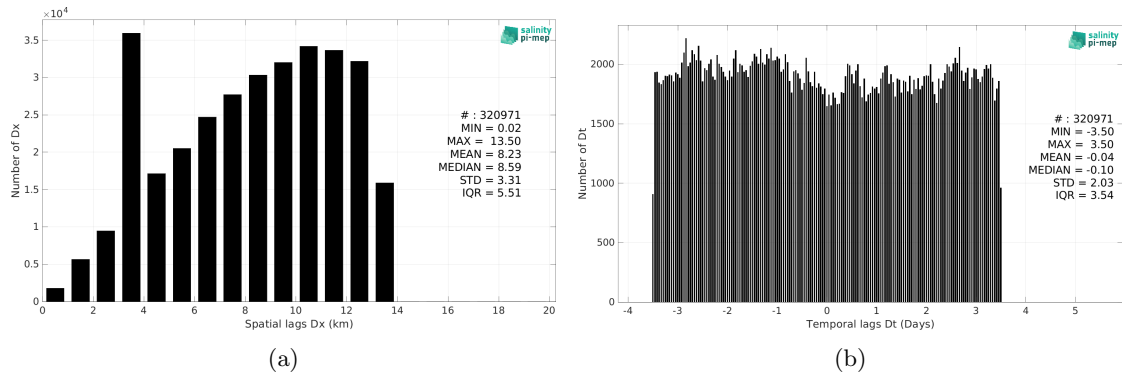 ×10⁴
3.5
3
2.5
2
1.5
1
0.5
0
Number of Dx
salinity
pi-mep
# : 320971
MIN = 0.02
MAX = 13.50
MEAN = 8.23
MEDIAN = 8.59
STD = 3.31
IQR = 5.51
0 2 4 6 8 10 12 14 16 18 20
Spatial lags Dx (km)
(a)
2000
1500
1000
500
0
Number of Dt
salinity
pi-mep
# : 320971
MIN = -3.50
MAX = 3.50
MEAN = -0.04
MEDIAN = -0.10
STD = 2.03
IQR = 3.54
-4 -3 -2 -1 0 1 2 3 4 5
Temporal lags Dt (Days)
(b)